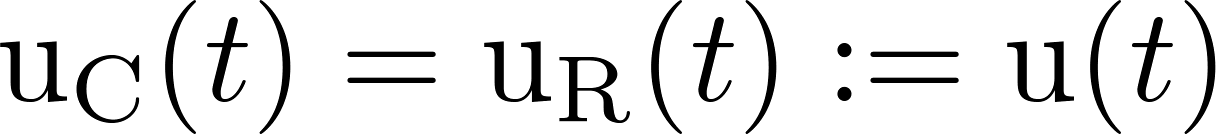 u_C(t) = u_R(t) := u(t)